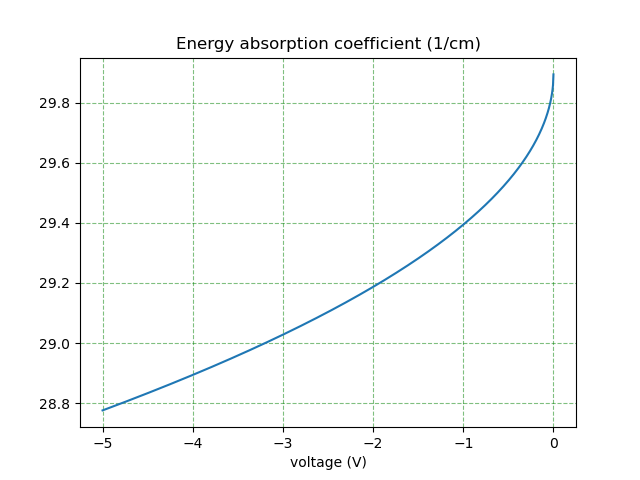 Energy absorption coefficient (1/cm)
29.8
29.6
29.4
29.2
29.0
28.8
−5 −4 −3 −2 −1 0
voltage (V)